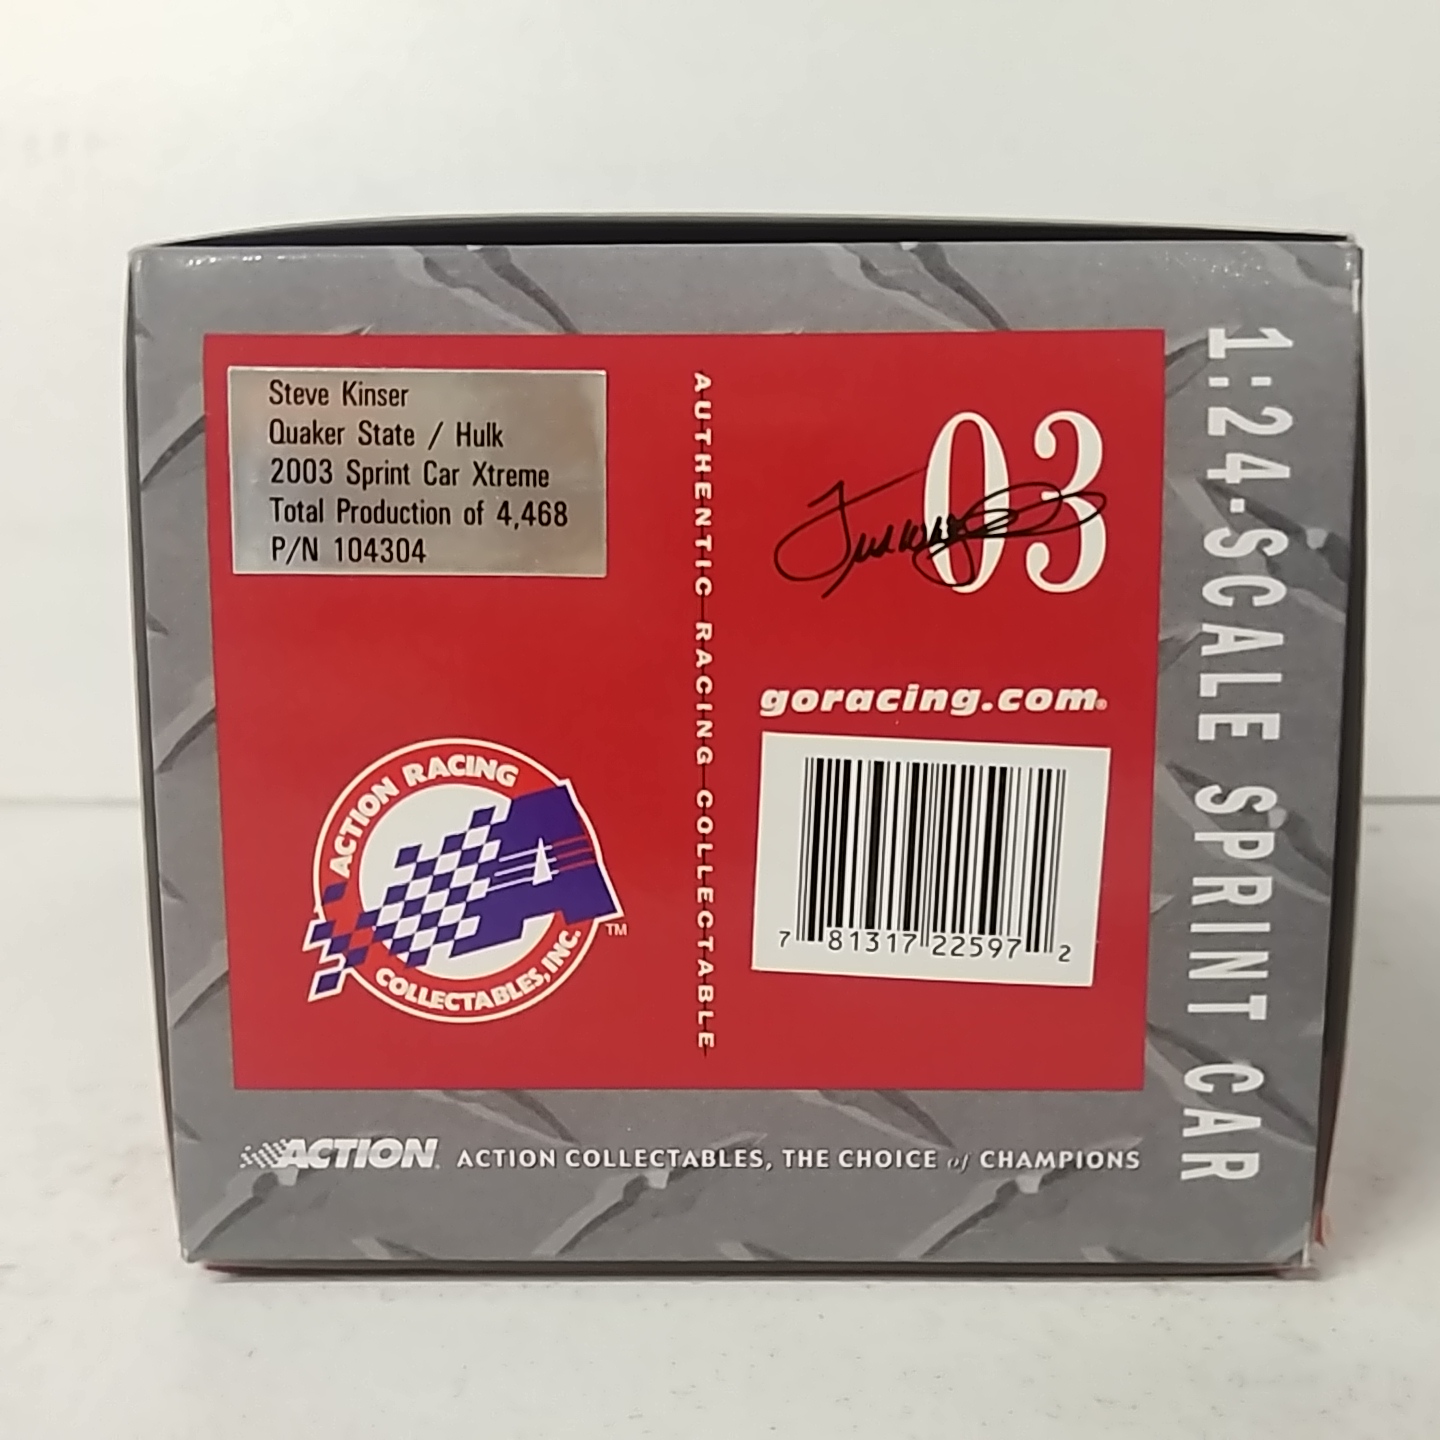 Steve Kinser
Quaker State / Hulk
2003 Sprint Car Xtreme
Total Production of 4,468
P/N 104304
AUTHENTIC RACING COLLECTABLE
03
goracing.com®
7 81317 22597 2
ACTION RACING
COLLECTABLES, INC.
TM
1:24-SCALE SPRINT CAR
ACTION
ACTION COLLECTABLES, THE CHOICE of CHAMPIONS